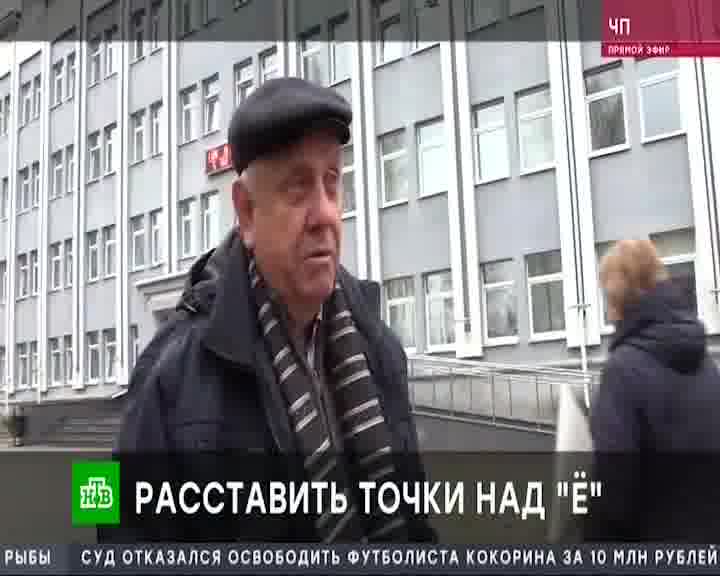 ЧП
ПРЯМОЙ ЭФИР
НТВ
РАССТАВИТЬ ТОЧКИ НАД "Ё"
РЫБЫ СУД ОТКАЗАЛСЯ ОСВОБОДИТЬ ФУТБОЛИСТА КОКОРИНА ЗА 10 МЛН РУБЛЕЙ